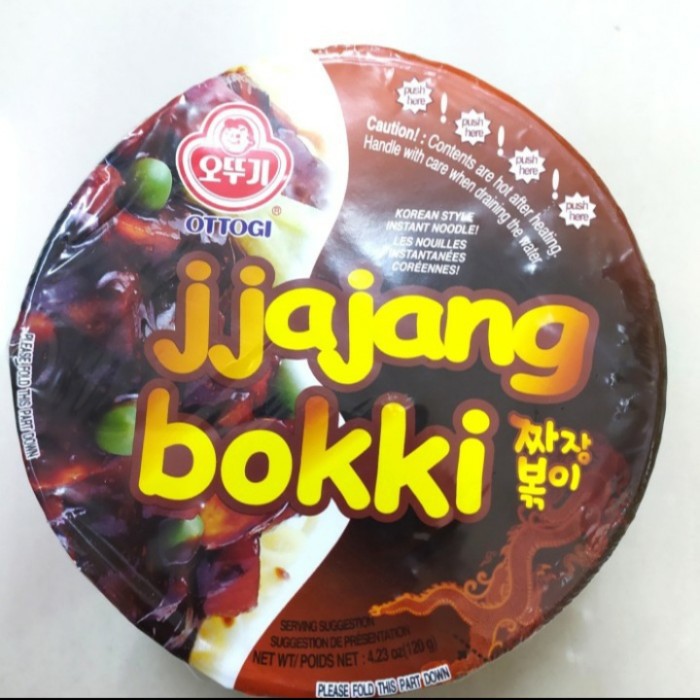 push here
push here
push here
push here
Caution! : Contents are hot after heating.
Handle with care when draining the water.
오뚜기
OTTOGI®
KOREAN STYLE
INSTANT NOODLE!
LES NOUILLES
INSTANTANÉES
CORÉENNES!
jjajang
bokki
짜장
볶이
PLEASE FOLD THIS PART DOWN
SERVING SUGGESTION
SUGGESTION DE PRÉSENTATION
NET WT/ POIDS NET : 4.23 oz(120 g)
PLEASE FOLD THIS PART DOWN